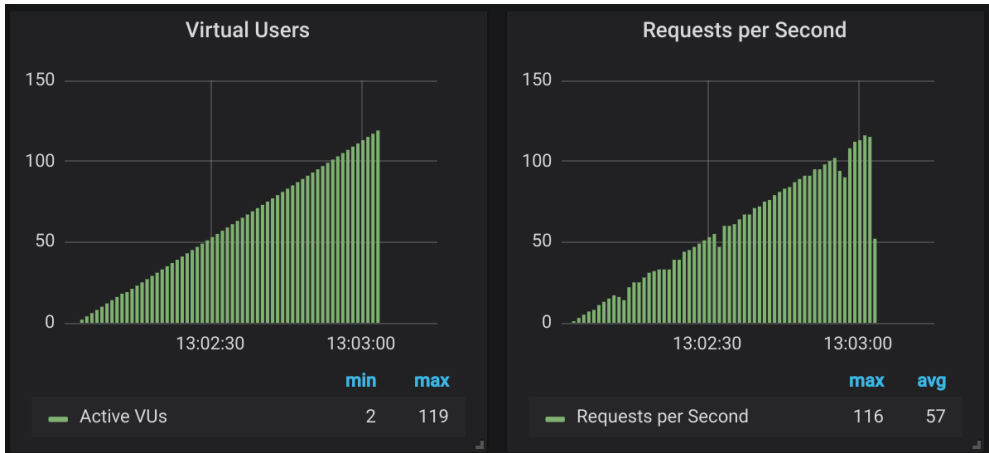 Virtual Users
150
100
50
0
13:02:30 13:03:00
min max
Active VUs 2 119
Requests per Second
150
100
50
0
13:02:30 13:03:00
max avg
Requests per Second 116 57